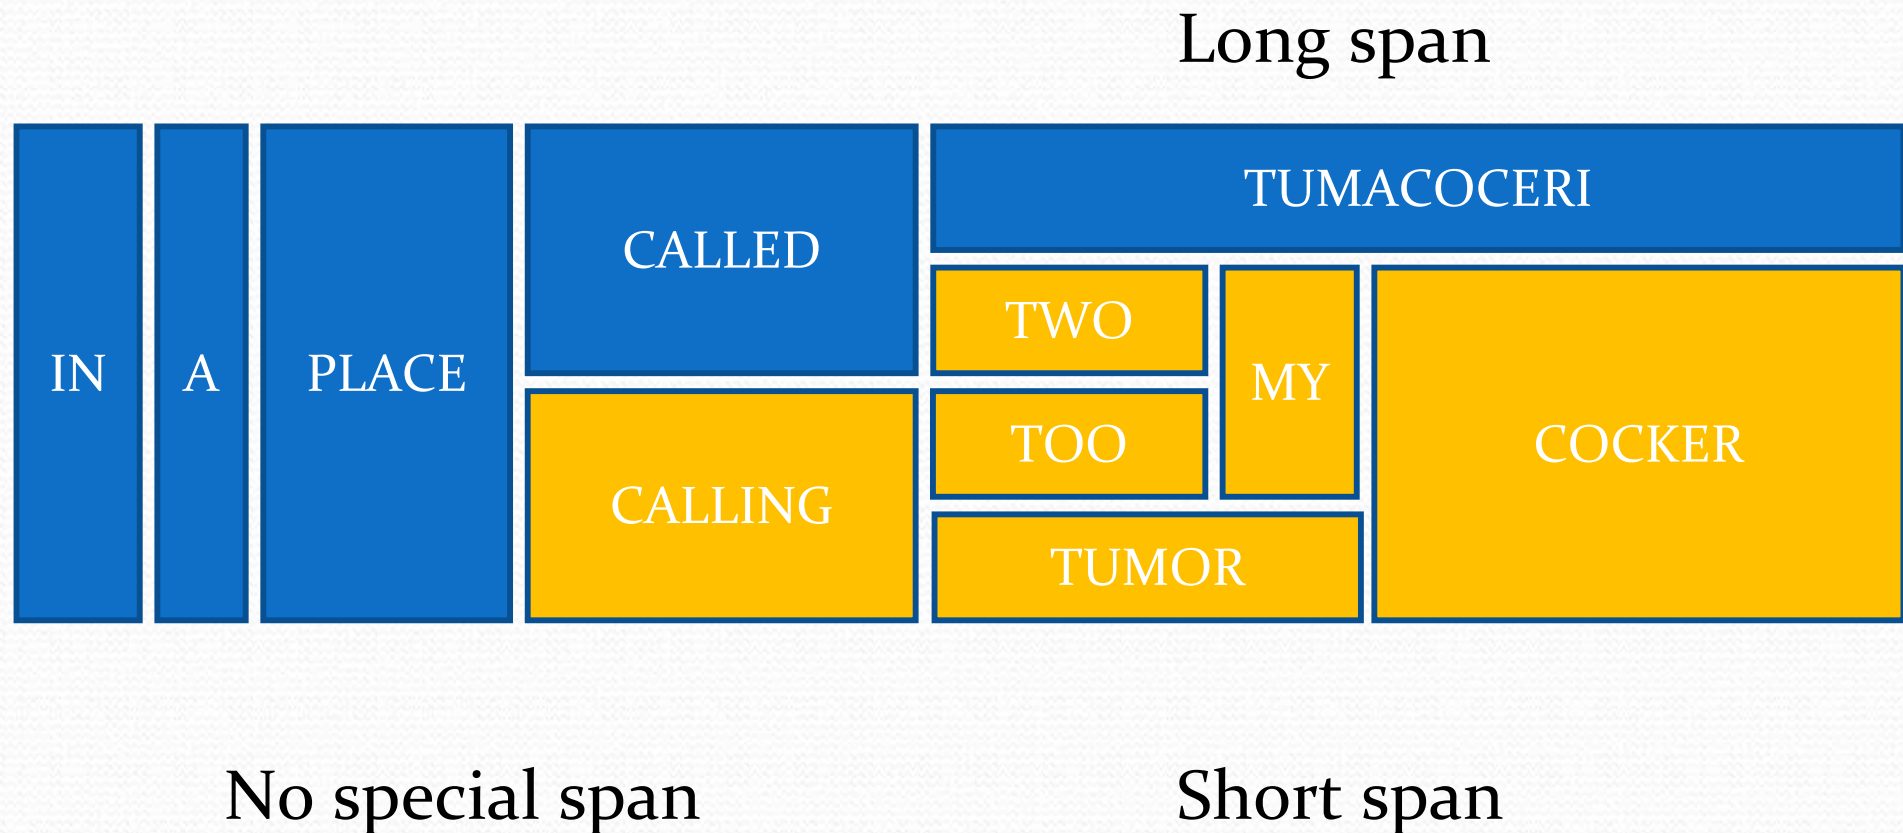 Long span
IN A PLACE CALLED TUMACOCERI
TWO MY COCKER
TOO
CALLING TUMOR
No special span Short span